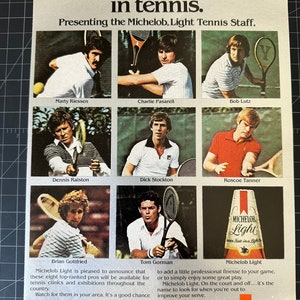 in tennis.
Presenting the Michelob Light Tennis Staff.
Marty Riessen
Charlie Pasarell
Bob Lutz
Dennis Ralston
Dick Stockton
Roscoe Tanner
MICHELOB
Light
Brian Gottfried
Tom Gorman
Michelob Light
Michelob Light is pleased to announce that
these eight top-ranked pros will be available for
tennis clinics and exhibitions throughout the
country.
Watch for them in your area. It's a good chance
to add a little professional finesse to your game,
or to simply enjoy some great play.
Michelob Light. On the court and off . . . it's the
name to look for when you're out to
improve your serve.